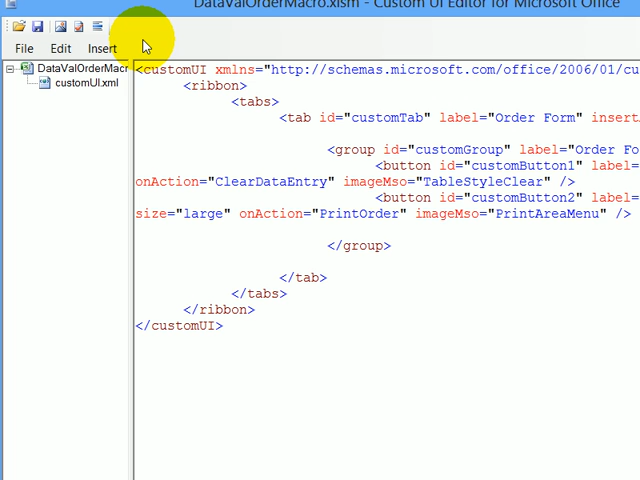 DataValOrderMacro.xlsm - Custom UI Editor for Microsoft Office
File Edit Insert
DataValOrderMacr
customUI.xml
<customUI xmlns="http://schemas.microsoft.com/office/2006/01/cu
<ribbon>
<tabs>
<tab id="customTab" label="Order Form" insertA
<group id="customGroup" label="Order Fo
<button id="customButton1" label=
onAction="ClearDataEntry" imageMso="TableStyleClear" />
<button id="customButton2" label=
size="large" onAction="PrintOrder" imageMso="PrintAreaMenu" />
</group>
</tab>
</tabs>
</ribbon>
</customUI>